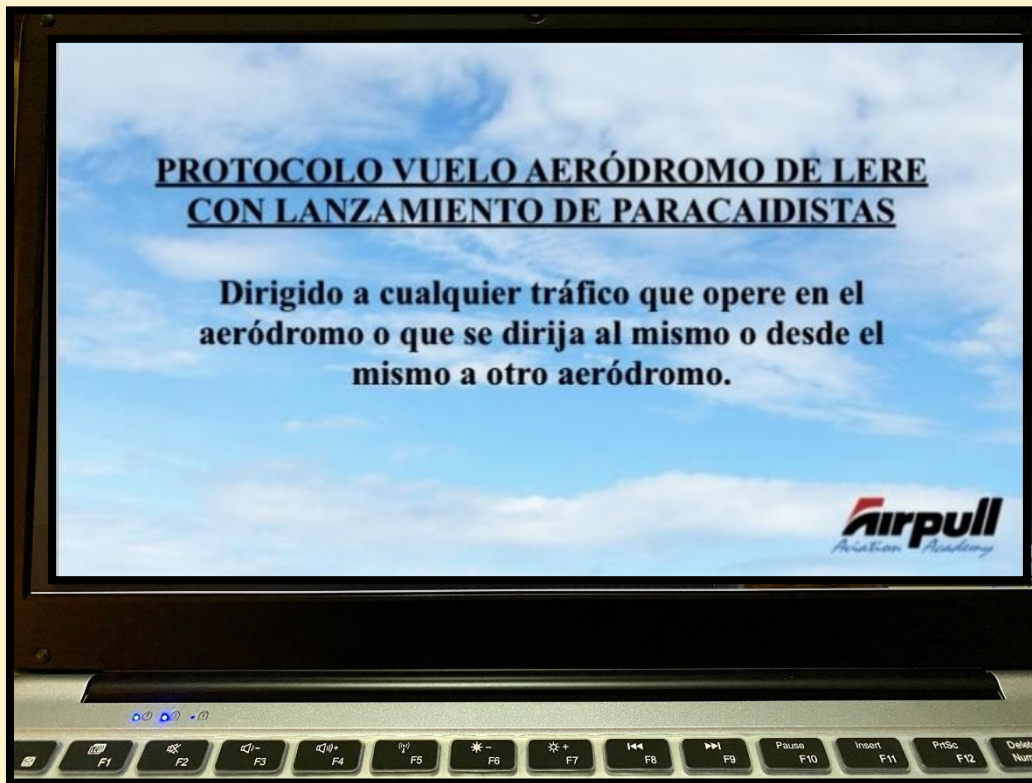 PROTOCOLO VUELO AERÓDROMO DE LERE
CON LANZAMIENTO DE PARACAIDISTAS
Dirigido a cualquier tráfico que opere en el
aeródromo o que se dirija al mismo o desde el
mismo a otro aeródromo.
Airpull
Aviation Academy
F1
F2
F3
F4
F5
F6
F7
F8
F9
Pause
F10
Insert
F11
PrtSc
F12
Delete
Num